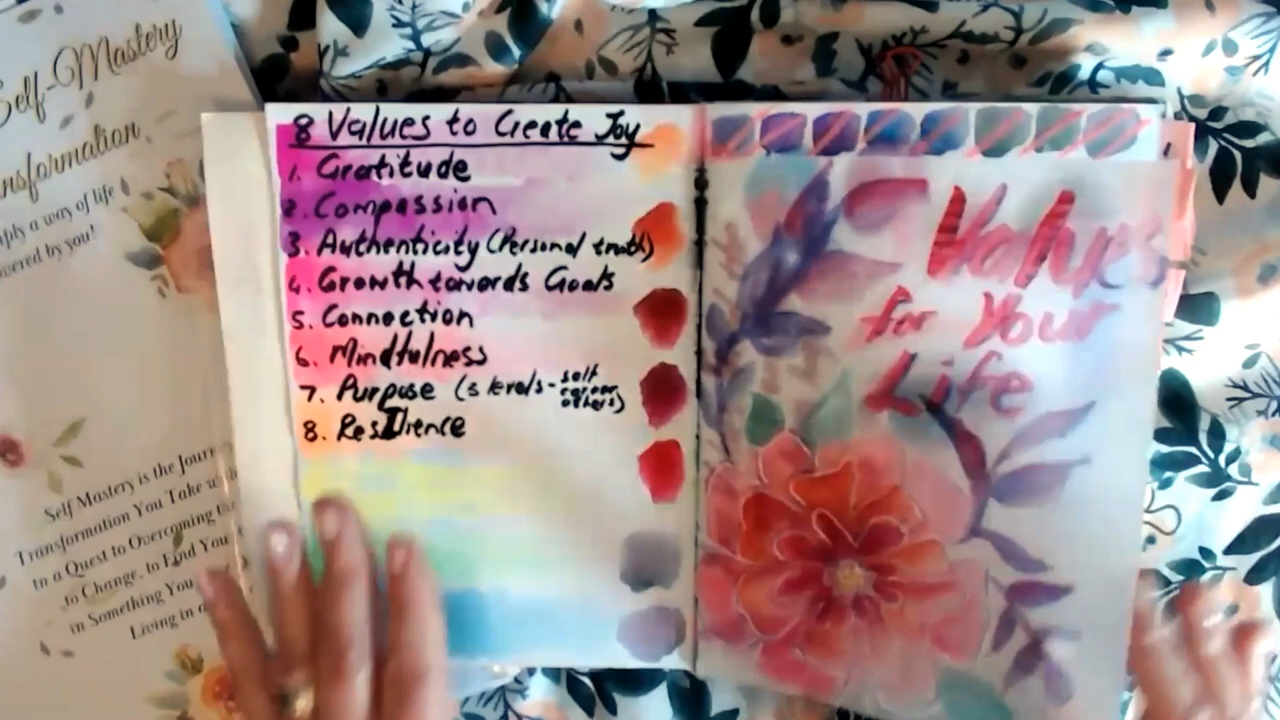 Self-Mastery
nsformation
ply a way of life
overed by you!
Self Mastery is the Journ
Transformation You Take w
in a Quest to Overcoming
to Change, to Find You
in Something You
Living in
8 Values to Create Joy
1. Gratitude
2. Compassion
3. Authenticity (Personal truth)
4. Growth towards Goals
5. Connection
6. Mindfulness
7. Purpose (3 levels - self
career
others)
8. ResIlience
Values
for Your
Life